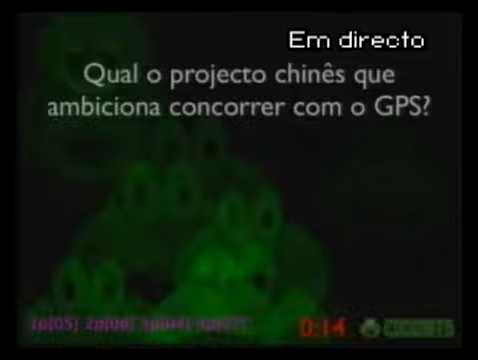 Em directo
Qual o projecto chinês que
ambiciona concorrer com o GPS?
0:14